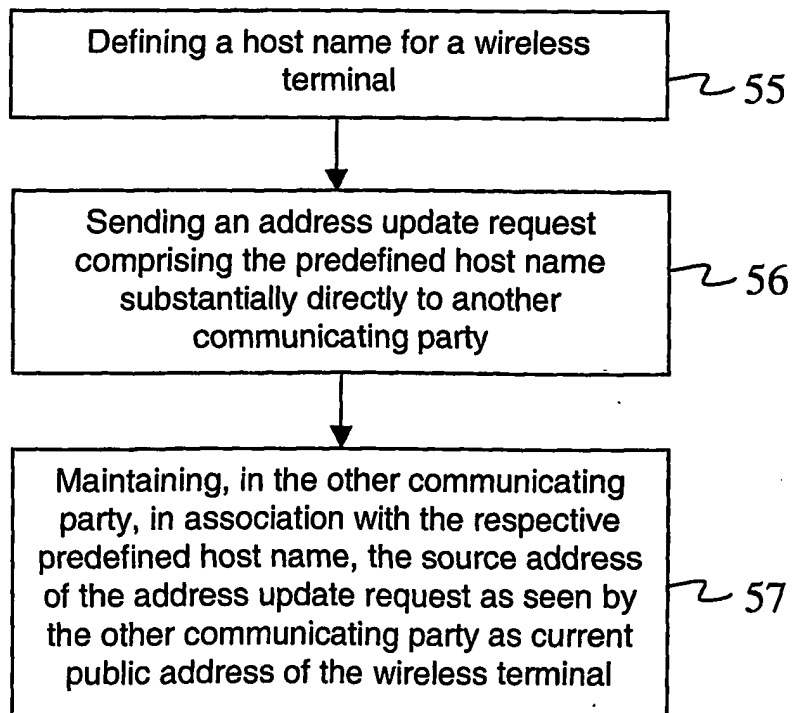 Defining a host name for a wireless
terminal
55
Sending an address update request
comprising the predefined host name
substantially directly to another
communicating party
56
Maintaining, in the other communicating
party, in association with the respective
predefined host name, the source address
of the address update request as seen by
the other communicating party as current
public address of the wireless terminal
57